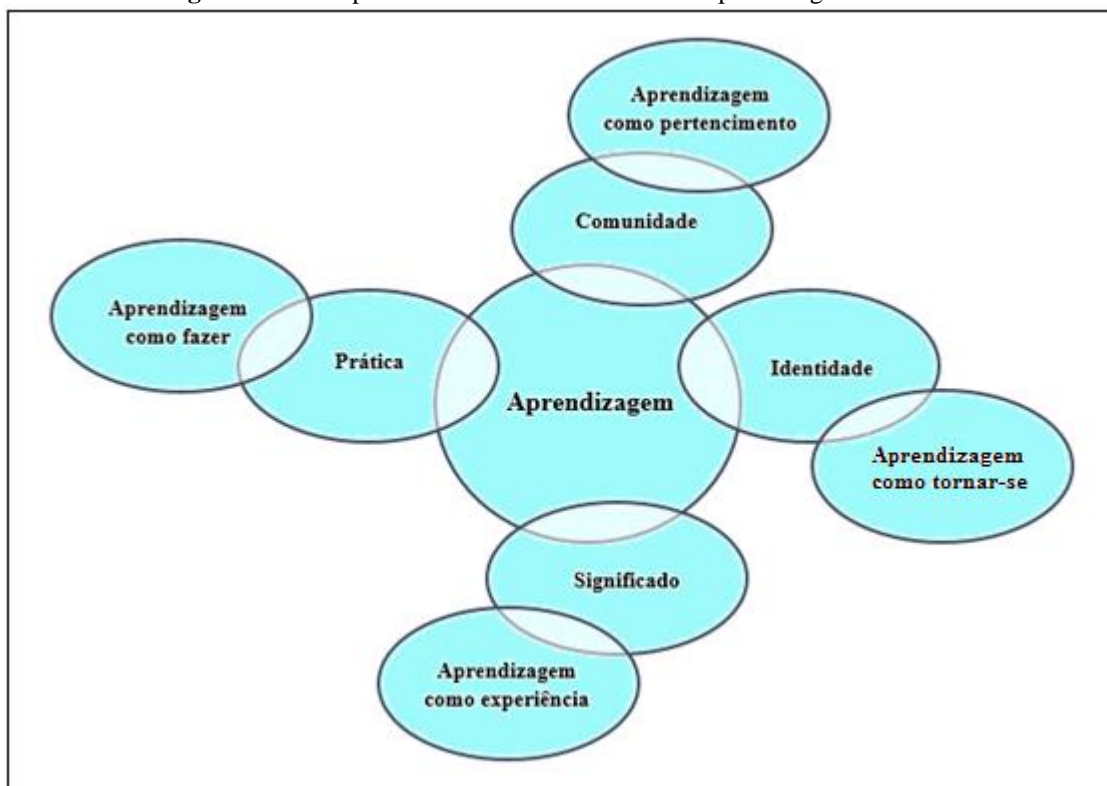 Aprendizagem
como pertencimento
Comunidade
Aprendizagem
como fazer
Prática
Identidade
Aprendizagem
Aprendizagem
como tornar-se
Significado
Aprendizagem
como experiência